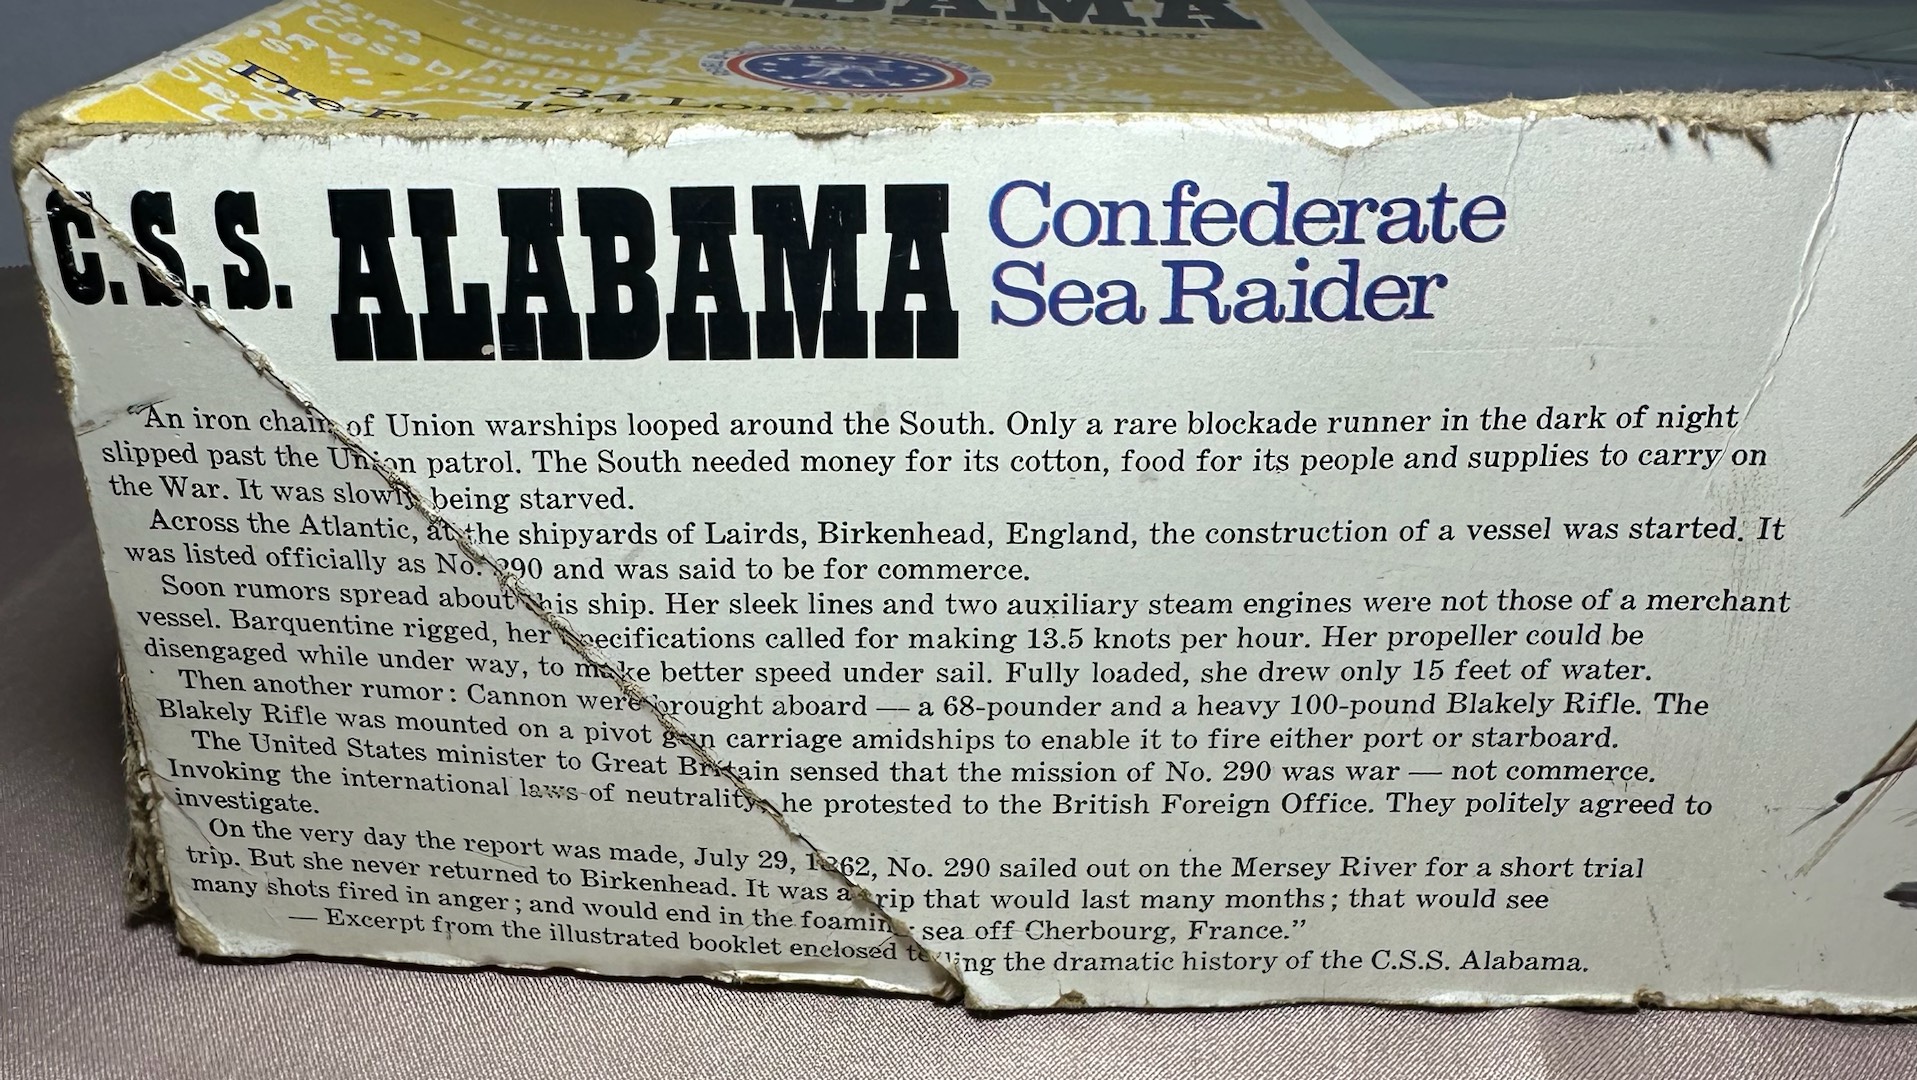 ALABAMA
Sea Raider
Casablanca
Rabat
34" Long
C.S.S. ALABAMA Confederate
Sea Raider
"An iron chain of Union warships looped around the South. Only a rare blockade runner in the dark of night
slipped past the Union patrol. The South needed money for its cotton, food for its people and supplies to carry on
the War. It was slowly being starved.
Across the Atlantic, at the shipyards of Lairds, Birkenhead, England, the construction of a vessel was started. It
was listed officially as No. 290 and was said to be for commerce.
Soon rumors spread about this ship. Her sleek lines and two auxiliary steam engines were not those of a merchant
vessel. Barquentine rigged, her specifications called for making 13.5 knots per hour. Her propeller could be
disengaged while under way, to make better speed under sail. Fully loaded, she drew only 15 feet of water.
Then another rumor: Cannon were brought aboard — a 68-pounder and a heavy 100-pound Blakely Rifle. The
Blakely Rifle was mounted on a pivot gun carriage amidships to enable it to fire either port or starboard.
The United States minister to Great Britain sensed that the mission of No. 290 was war — not commerce.
Invoking the international laws of neutrality, he protested to the British Foreign Office. They politely agreed to
investigate.
On the very day the report was made, July 29, 1862, No. 290 sailed out on the Mersey River for a short trial
trip. But she never returned to Birkenhead. It was a trip that would last many months; that would see
many shots fired in anger; and would end in the foaming sea off Cherbourg, France."
— Excerpt from the illustrated booklet enclosed telling the dramatic history of the C.S.S. Alabama.